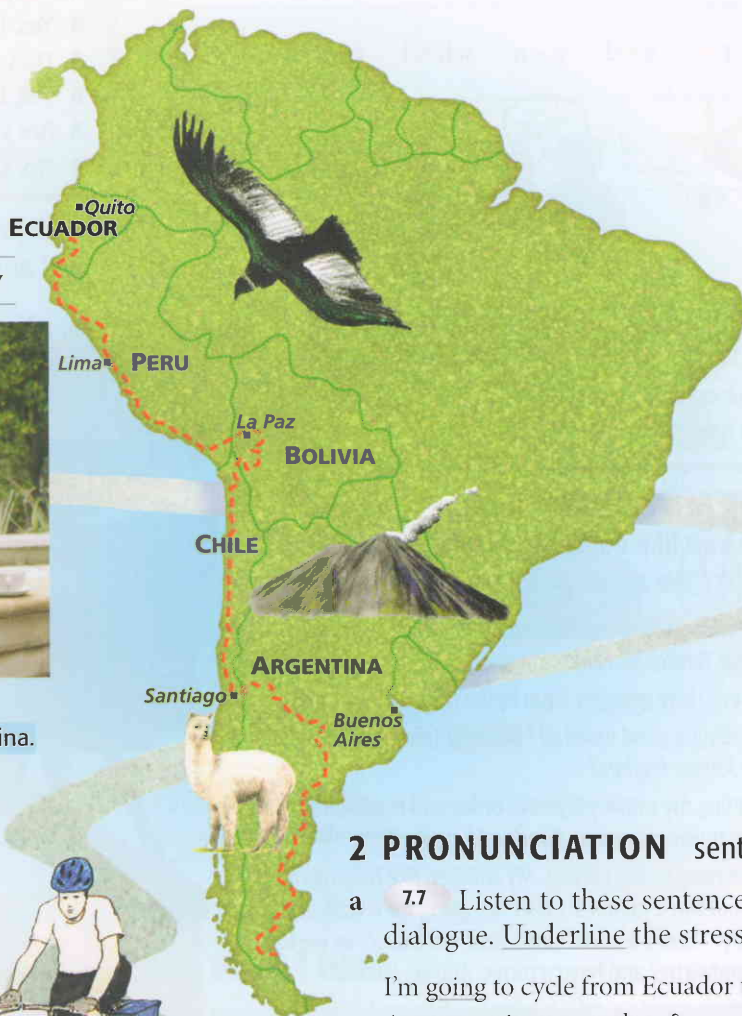 Quito
ECUADOR
Lima
PERU
La Paz
BOLIVIA
CHILE
ARGENTINA
Santiago
Buenos
Aires
ina.
2 PRONUNCIATION sent
a 7.7 Listen to these sentence
dialogue. Underline the stress
I'm going to cycle from Ecuador